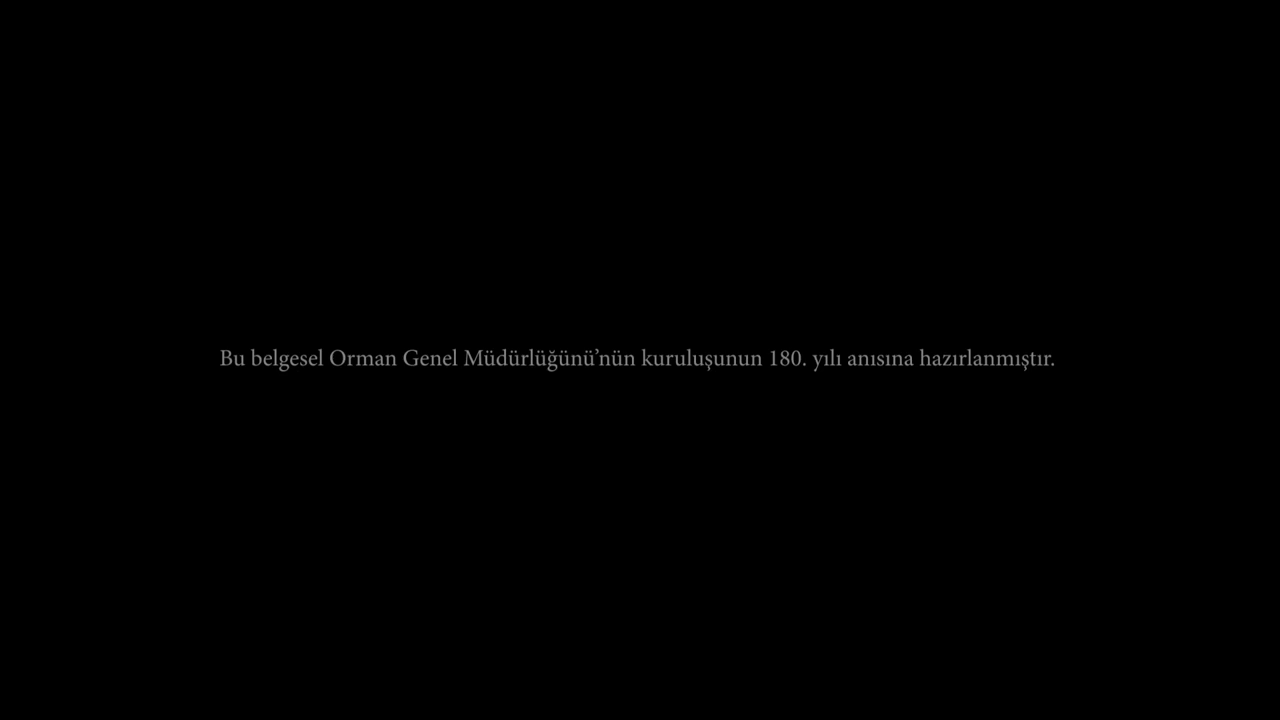 Bu belgesel Orman Genel Müdürlüğünü’nün kuruluşunun 180. yılı anısına hazırlanmıştır.